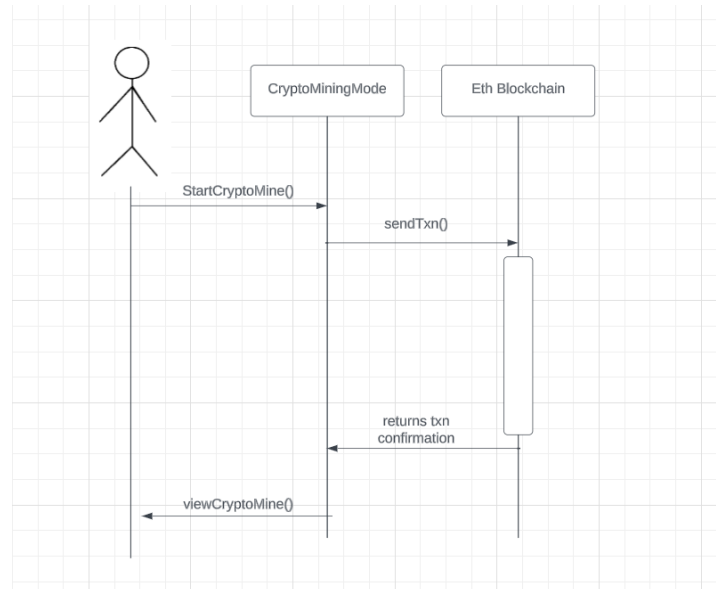 CryptoMiningMode
Eth Blockchain
StartCryptoMine()
sendTxn()
returns txn
confirmation
viewCryptoMine()